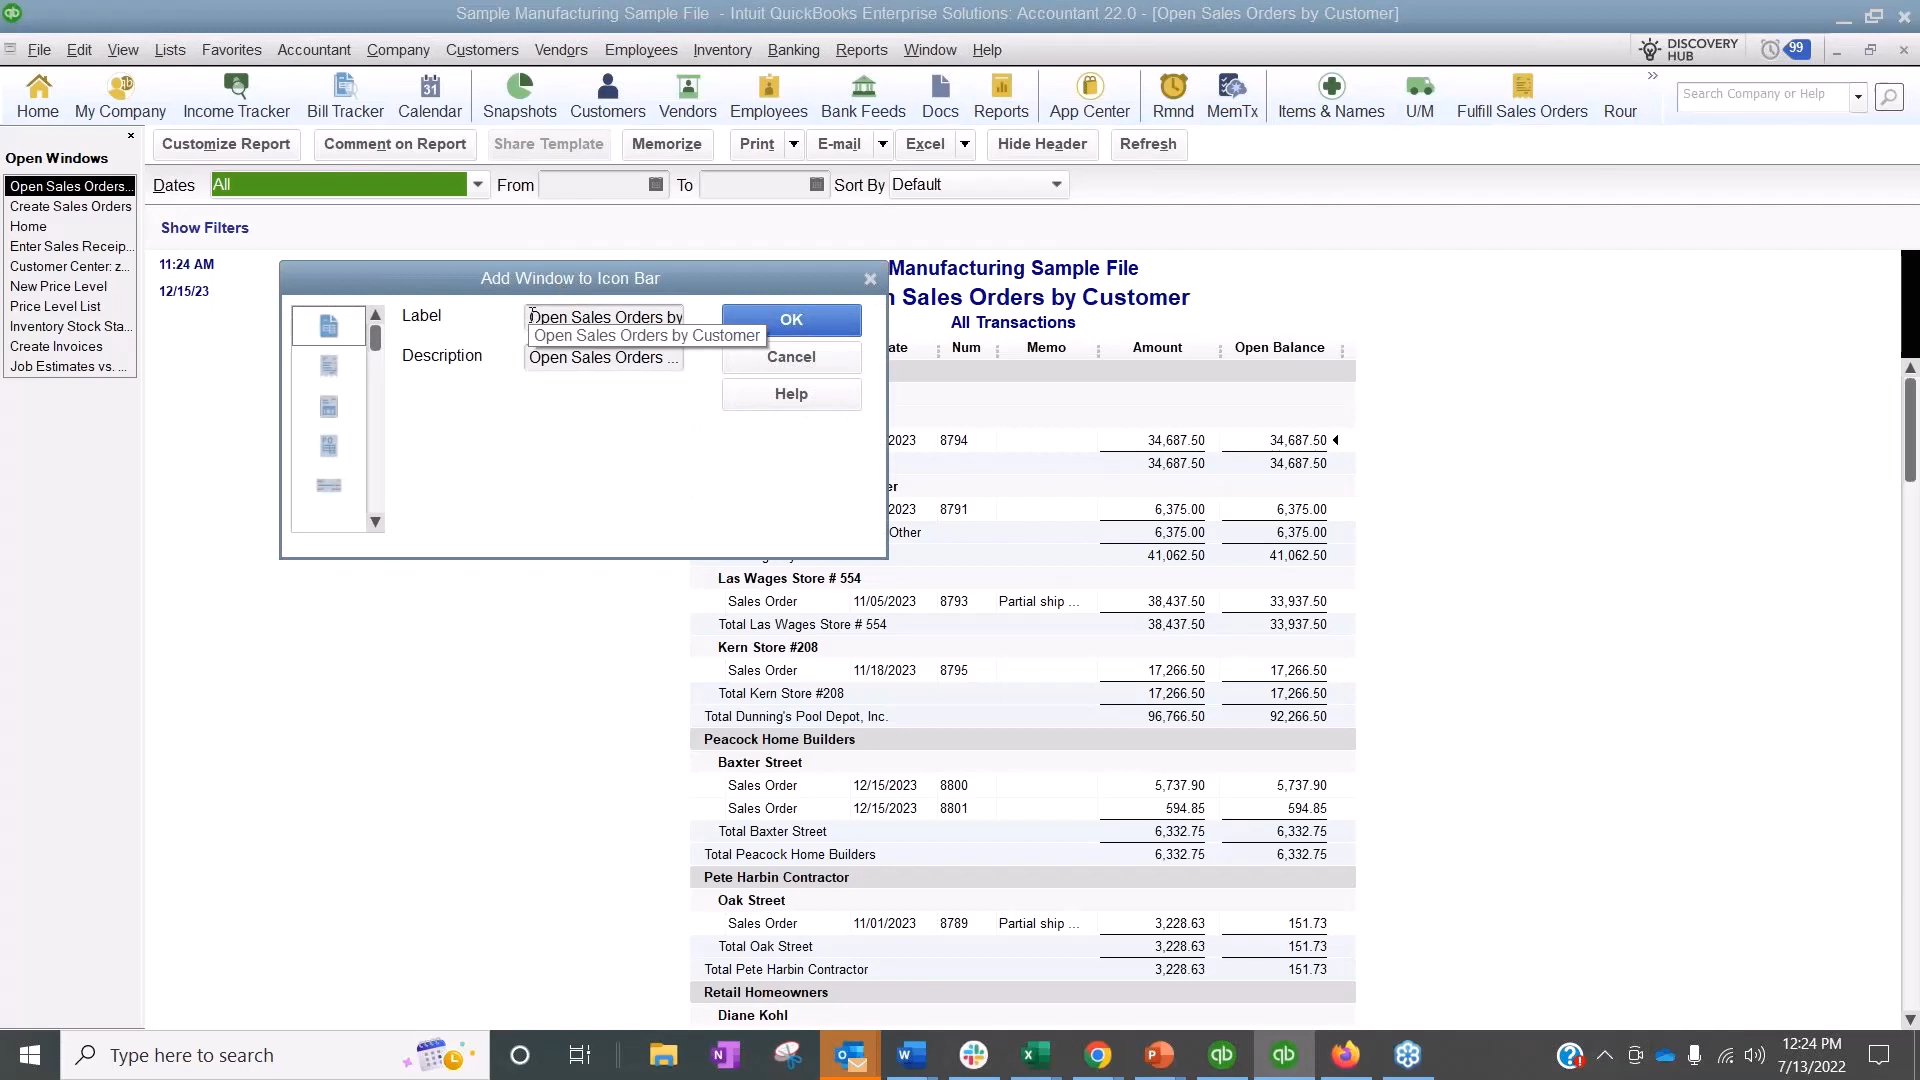 Sample Manufacturing Sample File - Intuit QuickBooks Enterprise Solutions: Accountant 22.0 - [Open Sales Orders by Customer]
File Edit View Lists Favorites Accountant Company Customers Vendors Employees Inventory Banking Reports Window Help
DISCOVERY HUB
99
Home My Company Income Tracker Bill Tracker Calendar Snapshots Customers Vendors Employees Bank Feeds Docs Reports App Center Rmnd MemTx Items & Names U/M Fulfill Sales Orders Rour
Search Company or Help
Customize Report Comment on Report Share Template Memorize Print E-mail Excel Hide Header Refresh
Dates All From To Sort By Default
Show Filters
Open Windows
Open Sales Orders...
Create Sales Orders
Home
Enter Sales Receip...
Customer Center: z...
New Price Level
Price Level List
Inventory Stock Sta...
Create Invoices
Job Estimates vs. ...
11:24 AM
12/15/23
Manufacturing Sample File
n Sales Orders by Customer
All Transactions
Add Window to Icon Bar
Label Open Sales Orders by
Open Sales Orders by Customer
Description Open Sales Orders ...
OK
Cancel
Help
ate Num Memo Amount Open Balance
2023 8794 34,687.50 34,687.50
34,687.50 34,687.50
er
2023 8791 6,375.00 6,375.00
Other 6,375.00 6,375.00
41,062.50 41,062.50
Las Wages Store # 554
Sales Order 11/05/2023 8793 Partial ship ... 38,437.50 33,937.50
Total Las Wages Store # 554 38,437.50 33,937.50
Kern Store #208
Sales Order 11/18/2023 8795 17,266.50 17,266.50
Total Kern Store #208 17,266.50 17,266.50
Total Dunning's Pool Depot, Inc. 96,766.50 92,266.50
Peacock Home Builders
Baxter Street
Sales Order 12/15/2023 8800 5,737.90 5,737.90
Sales Order 12/15/2023 8801 594.85 594.85
Total Baxter Street 6,332.75 6,332.75
Total Peacock Home Builders 6,332.75 6,332.75
Pete Harbin Contractor
Oak Street
Sales Order 11/01/2023 8789 Partial ship ... 3,228.63 151.73
Total Oak Street 3,228.63 151.73
Total Pete Harbin Contractor 3,228.63 151.73
Retail Homeowners
Diane Kohl
Type here to search
12:24 PM
7/13/2022